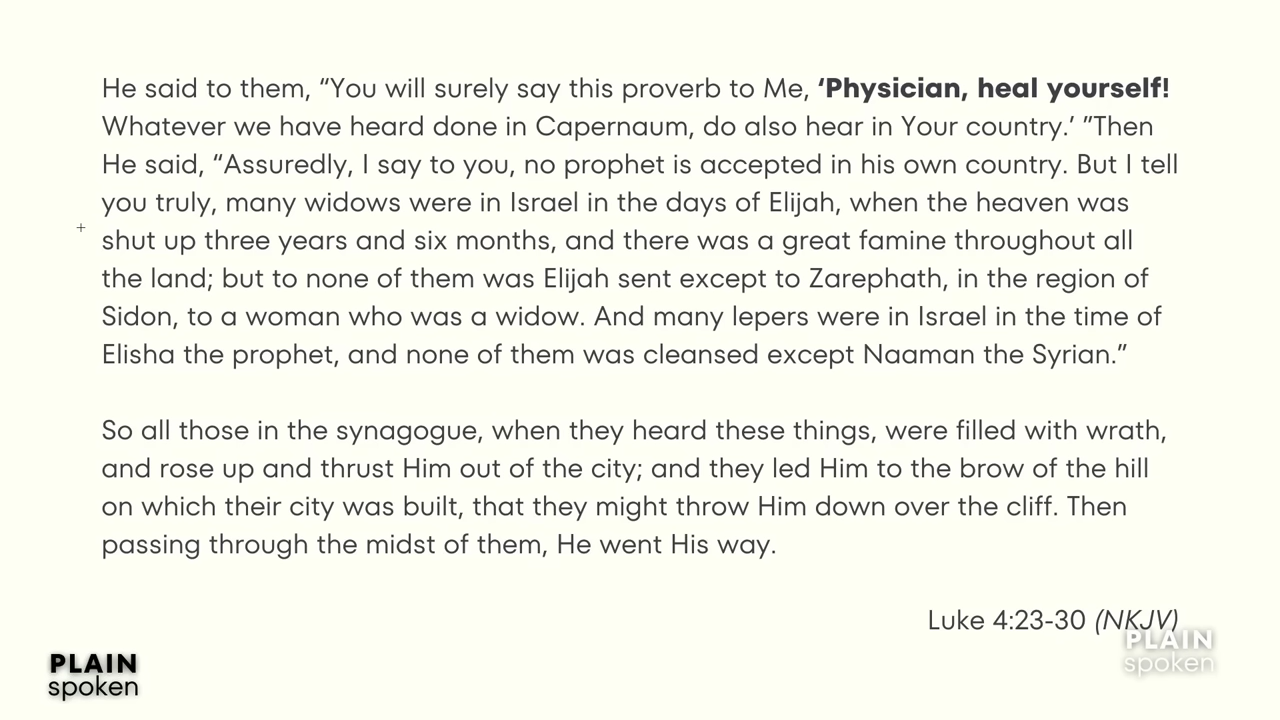 He said to them, “You will surely say this proverb to Me, ‘Physician, heal yourself!
Whatever we have heard done in Capernaum, do also hear in Your country.’ ”Then
He said, “Assuredly, I say to you, no prophet is accepted in his own country. But I tell
you truly, many widows were in Israel in the days of Elijah, when the heaven was
shut up three years and six months, and there was a great famine throughout all
the land; but to none of them was Elijah sent except to Zarephath, in the region of
Sidon, to a woman who was a widow. And many lepers were in Israel in the time of
Elisha the prophet, and none of them was cleansed except Naaman the Syrian.”
So all those in the synagogue, when they heard these things, were filled with wrath,
and rose up and thrust Him out of the city; and they led Him to the brow of the hill
on which their city was built, that they might throw Him down over the cliff. Then
passing through the midst of them, He went His way.
Luke 4:23-30 (NKJV)
PLAIN
spoken
PLAIN
spoken